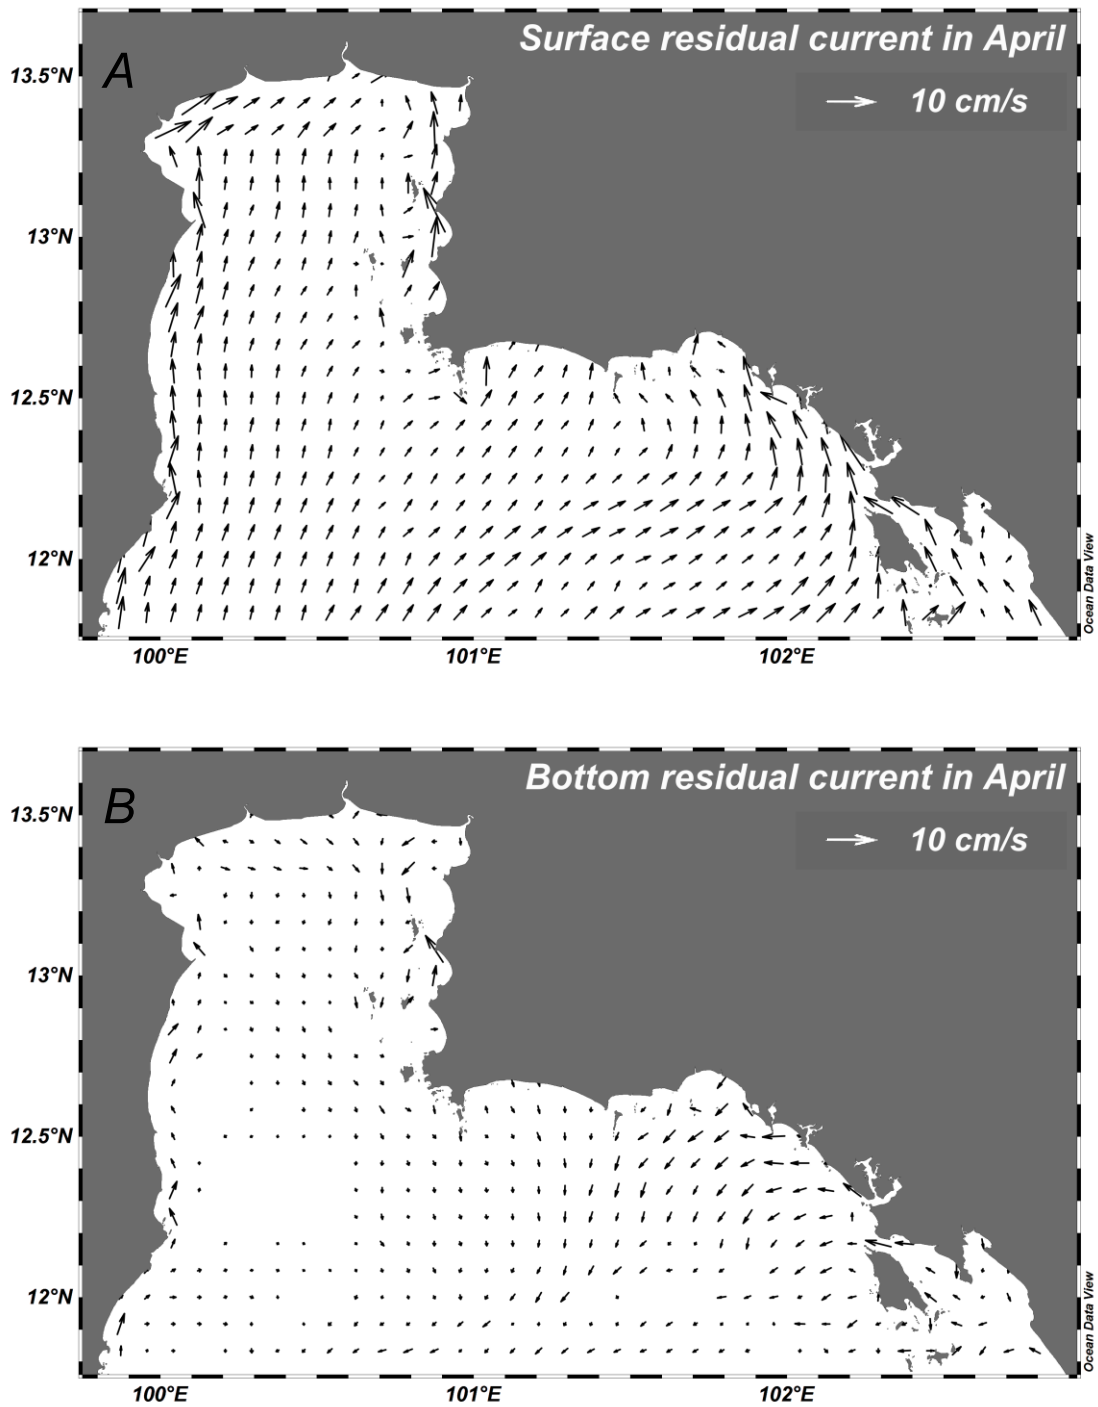 A
Surface residual current in April
10 cm/s
13.5°N
13°N
12.5°N
12°N
100°E
101°E
102°E
Ocean Data View
B
Bottom residual current in April
10 cm/s
13.5°N
13°N
12.5°N
12°N
100°E
101°E
102°E
Ocean Data View